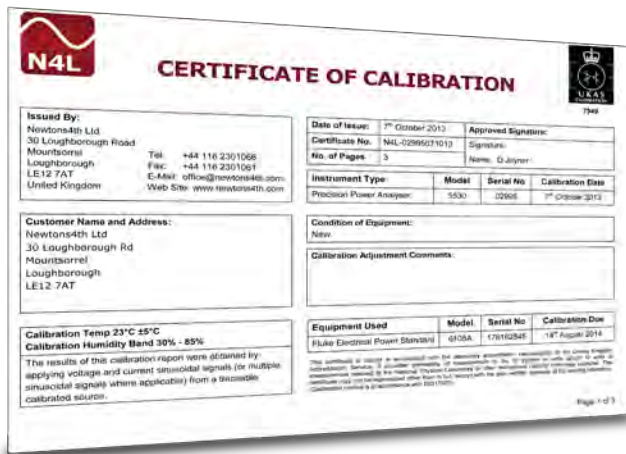 N4L
CERTIFICATE OF CALIBRATION
UKAS
CALIBRATION
7949
Issued By:
Newtons4th Ltd
30 Loughborough Road
Mountsorrel
Loughborough
LE12 7AT
United Kingdom
Tel: +44 116 2301066
Fax: +44 116 2301061
E-Mail: office@newtons4th.com
Web Site: www.newtons4th.com
Date of Issue: 7th October 2013
Certificate No.
No. of Pages 3
Approved Signature:
Signature:
Name: D.Joyner
Instrument Type: Model Serial No Calibration Date
Precision Power Analyser 5530 02995 7th October 2013
Customer Name and Address:
Newtons4th Ltd
30 Loughborough Rd
Mountsorrel
Loughborough
LE12 7AT
Condition of Equipment:
New
Calibration Adjustment Comments:
Calibration Temp 23°C ±5°C
Calibration Humidity Band 30% - 85%
The results of this calibration report were obtained by
applying voltage and current sinusoidal signals (or multiple
sinusoidal signals where applicable) from a traceable
calibrated source.
Equipment Used Model Serial No Calibration Due
Fluke Electrical Power Standard 6105A August 2014
Page 1 of 3